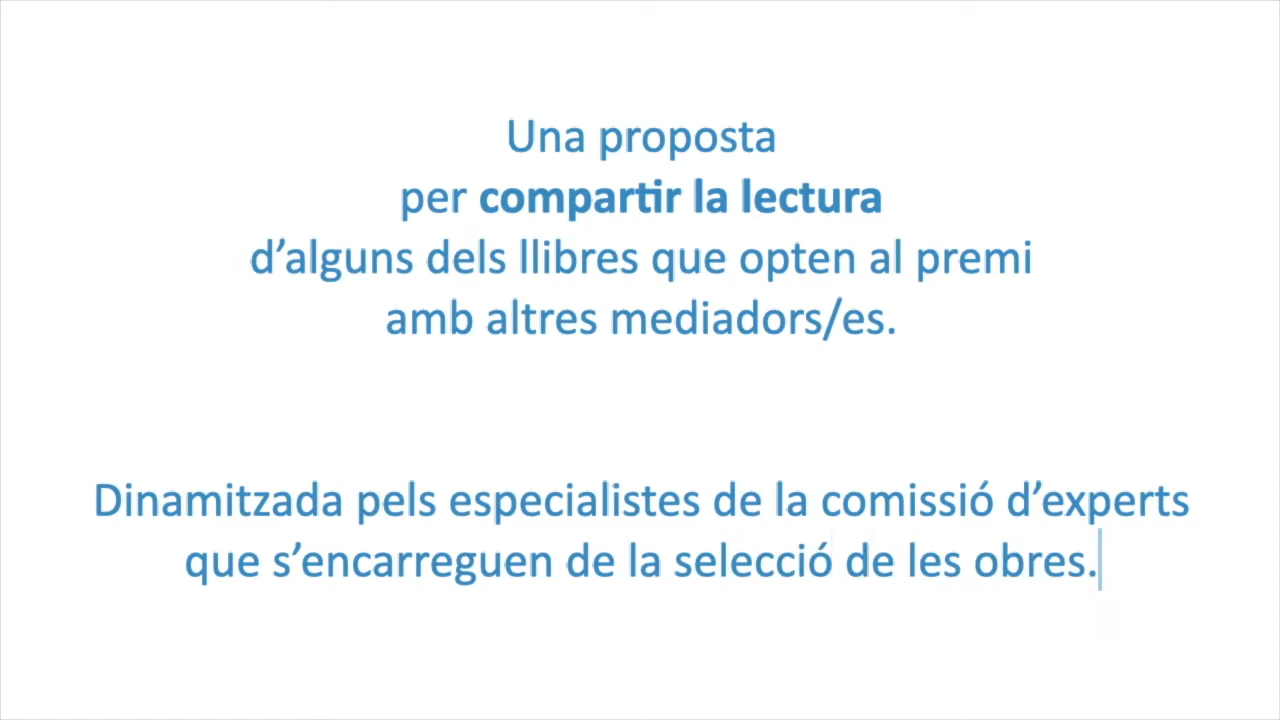 Una proposta
per compartir la lectura
d’alguns dels llibres que opten al premi
amb altres mediadors/es.
Dinamitzada pels especialistes de la comissió d’experts
que s’encarreguen de la selecció de les obres.